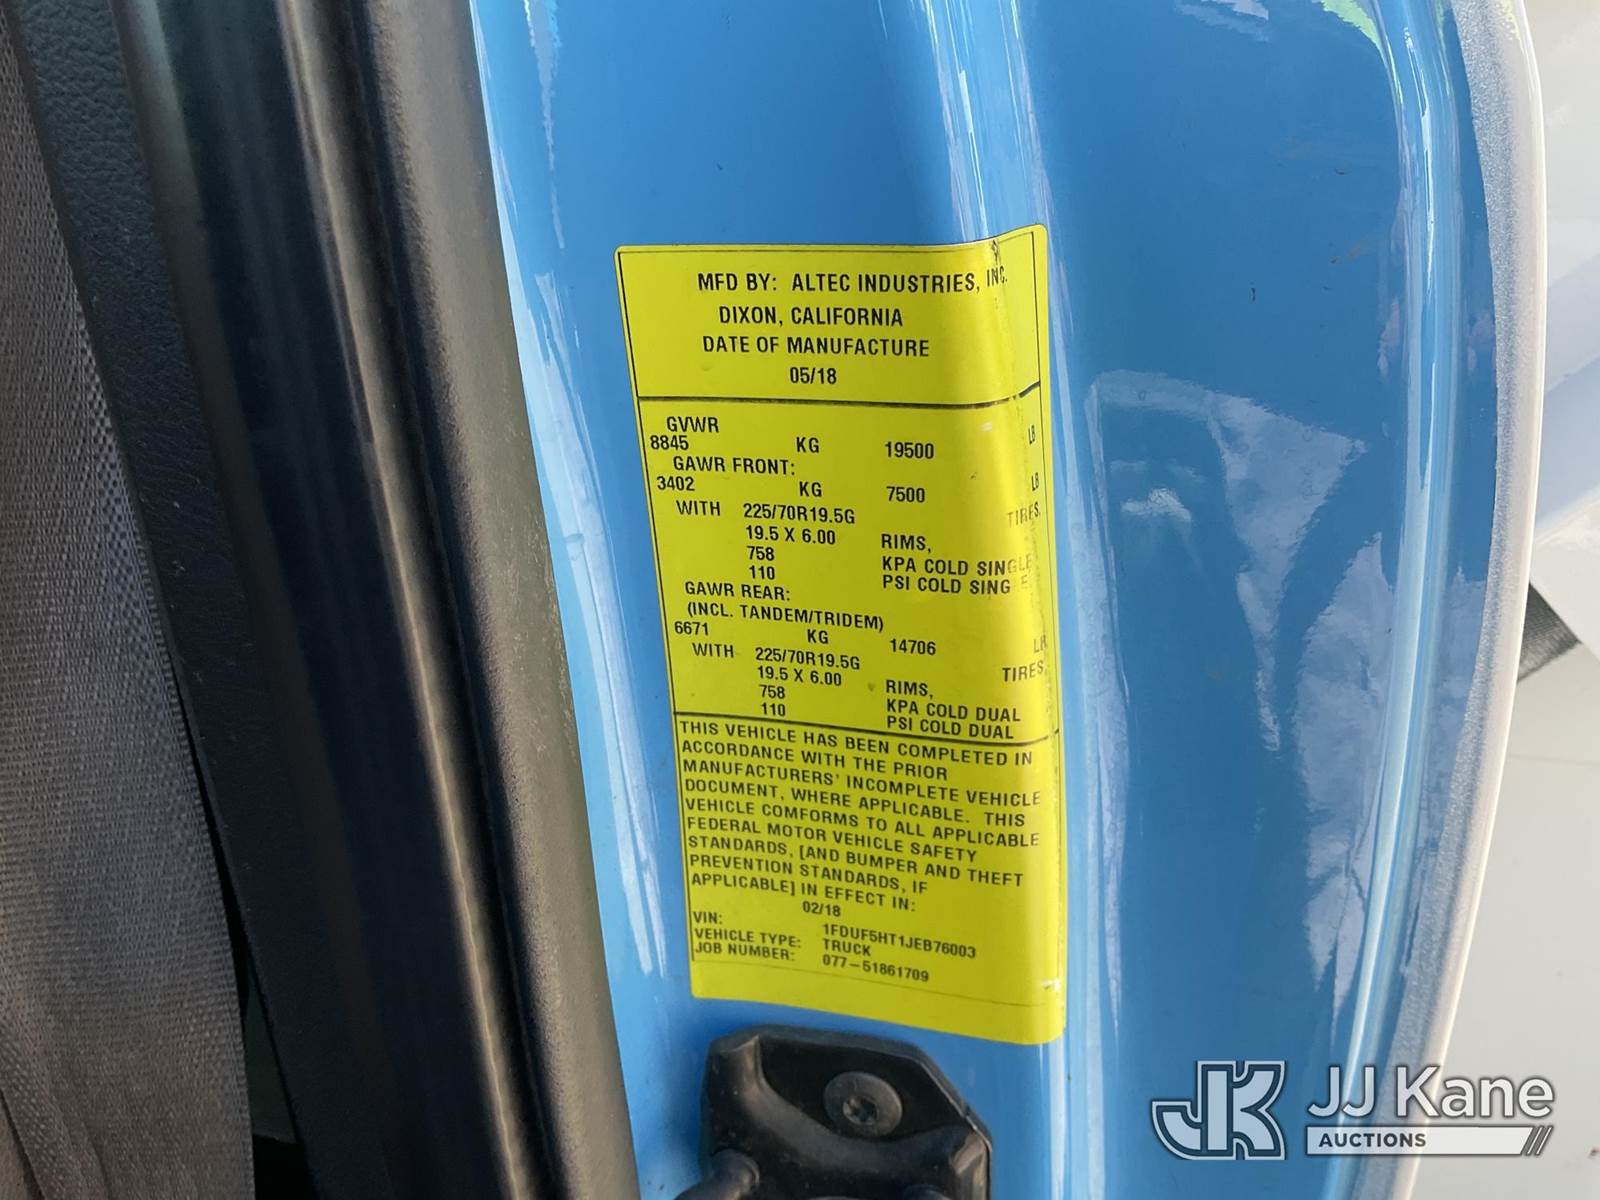 MFD BY: ALTEC INDUSTRIES, INC.
DIXON, CALIFORNIA
DATE OF MANUFACTURE
05/18
GVWR
8845 KG 19500 LB
GAWR FRONT:
3402 KG 7500 LB
WITH 225/70R19.5G TIRES,
19.5 X 6.00 RIMS,
758 KPA COLD SINGLE
110 PSI COLD SINGLE
GAWR REAR:
(INCL. TANDEM/TRIDEM)
6671 KG 14706 LB
WITH 225/70R19.5G TIRES,
19.5 X 6.00 RIMS,
758 KPA COLD DUAL
110 PSI COLD DUAL
THIS VEHICLE HAS BEEN COMPLETED IN
ACCORDANCE WITH THE PRIOR
MANUFACTURERS' INCOMPLETE VEHICLE
DOCUMENT, WHERE APPLICABLE. THIS
VEHICLE COMFORMS TO ALL APPLICABLE
FEDERAL MOTOR VEHICLE SAFETY
STANDARDS, [AND BUMPER AND THEFT
PREVENTION STANDARDS, IF
APPLICABLE] IN EFFECT IN:
02/18
VIN: 1FDUF5HT1JEB76003
VEHICLE TYPE: TRUCK
JOB NUMBER: 077-51861709
JK JJ Kane
AUCTIONS